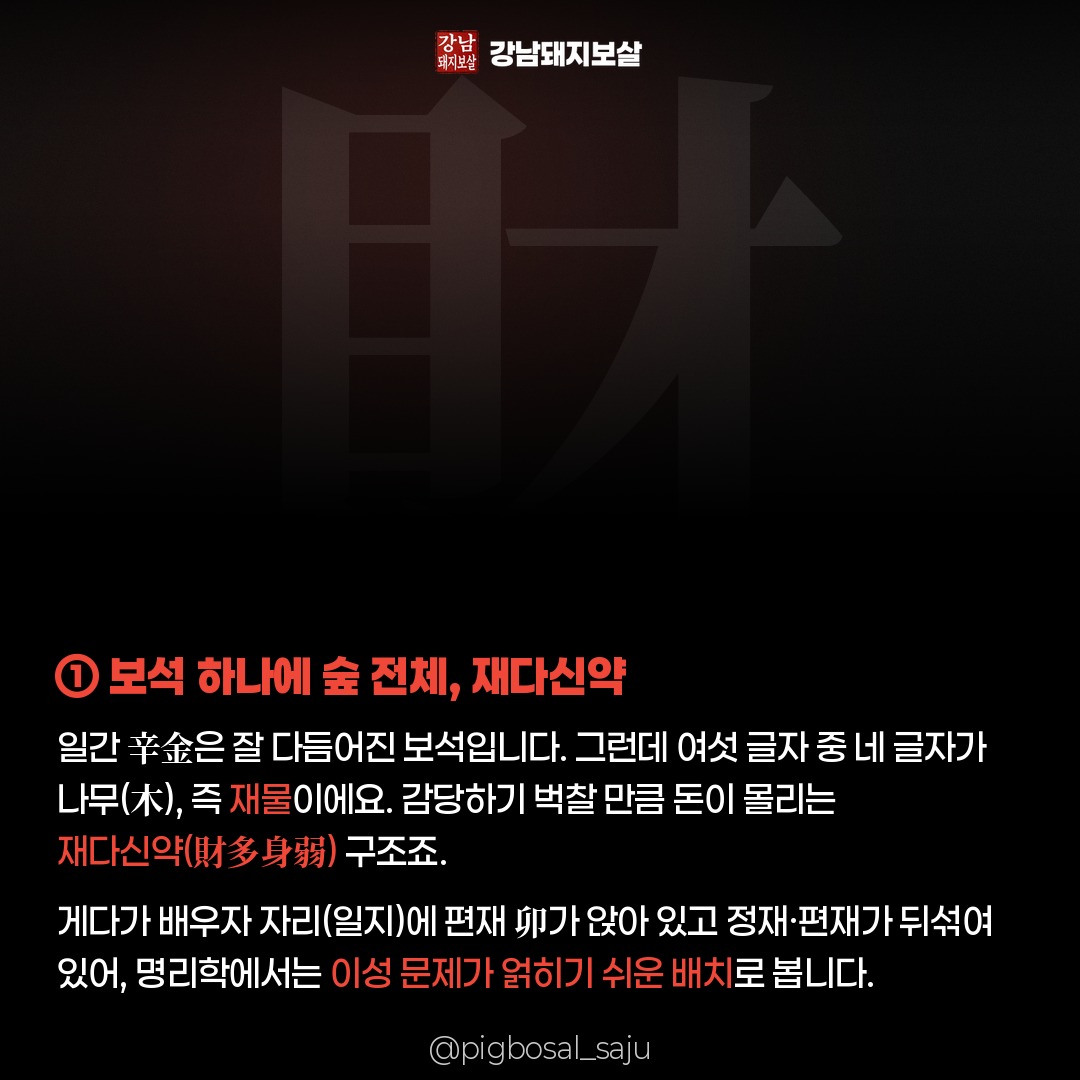 강남
돼지보살
강남돼지보살
財
① 보석 하나에 숲 전체, 재다신약
일간 辛金은 잘 다듬어진 보석입니다. 그런데 여섯 글자 중 네 글자가
나무(木), 즉 재물이에요. 감당하기 벅찰 만큼 돈이 몰리는
재다신약(財多身弱) 구조죠.
게다가 배우자 자리(일지)에 편재 卯가 앉아 있고 정재·편재가 뒤섞여
있어, 명리학에서는 이성 문제가 얽히기 쉬운 배치로 봅니다.
@pigbosal_saju